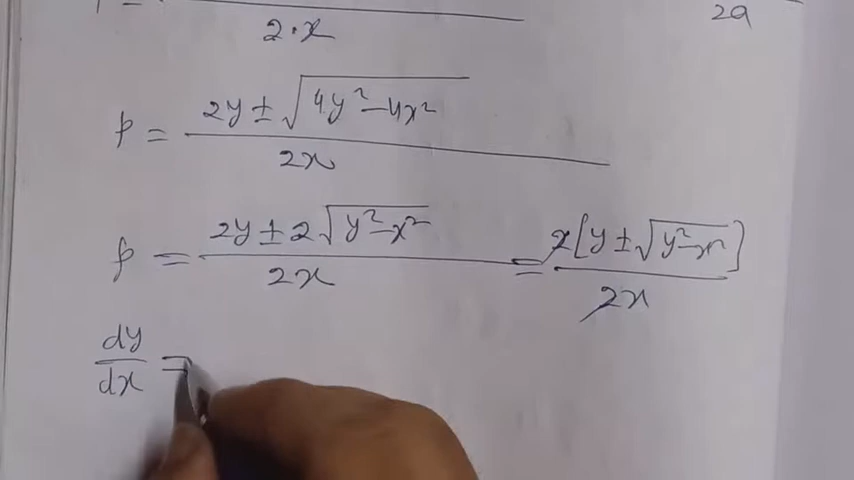 2·x
2a
p = (2y ± √(4y² - 4x²)) / 2x
p = (2y ± 2√(y² - x²)) / 2x = 2[y ± √(y² - x²)] / 2x
dy/dx =